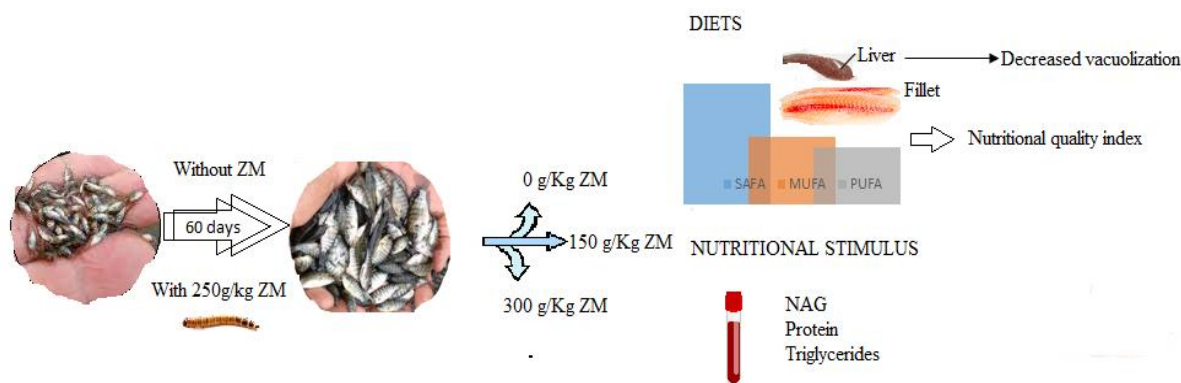 DIETS
Liver
Decreased vacuolization
Fillet
Nutritional quality index
SAFA
MUFA
PUFA
Without ZM
60 days
With 250g/kg ZM
0 g/Kg ZM
150 g/Kg ZM
300 g/Kg ZM
NUTRITIONAL STIMULUS
NAG
Protein
Triglycerides